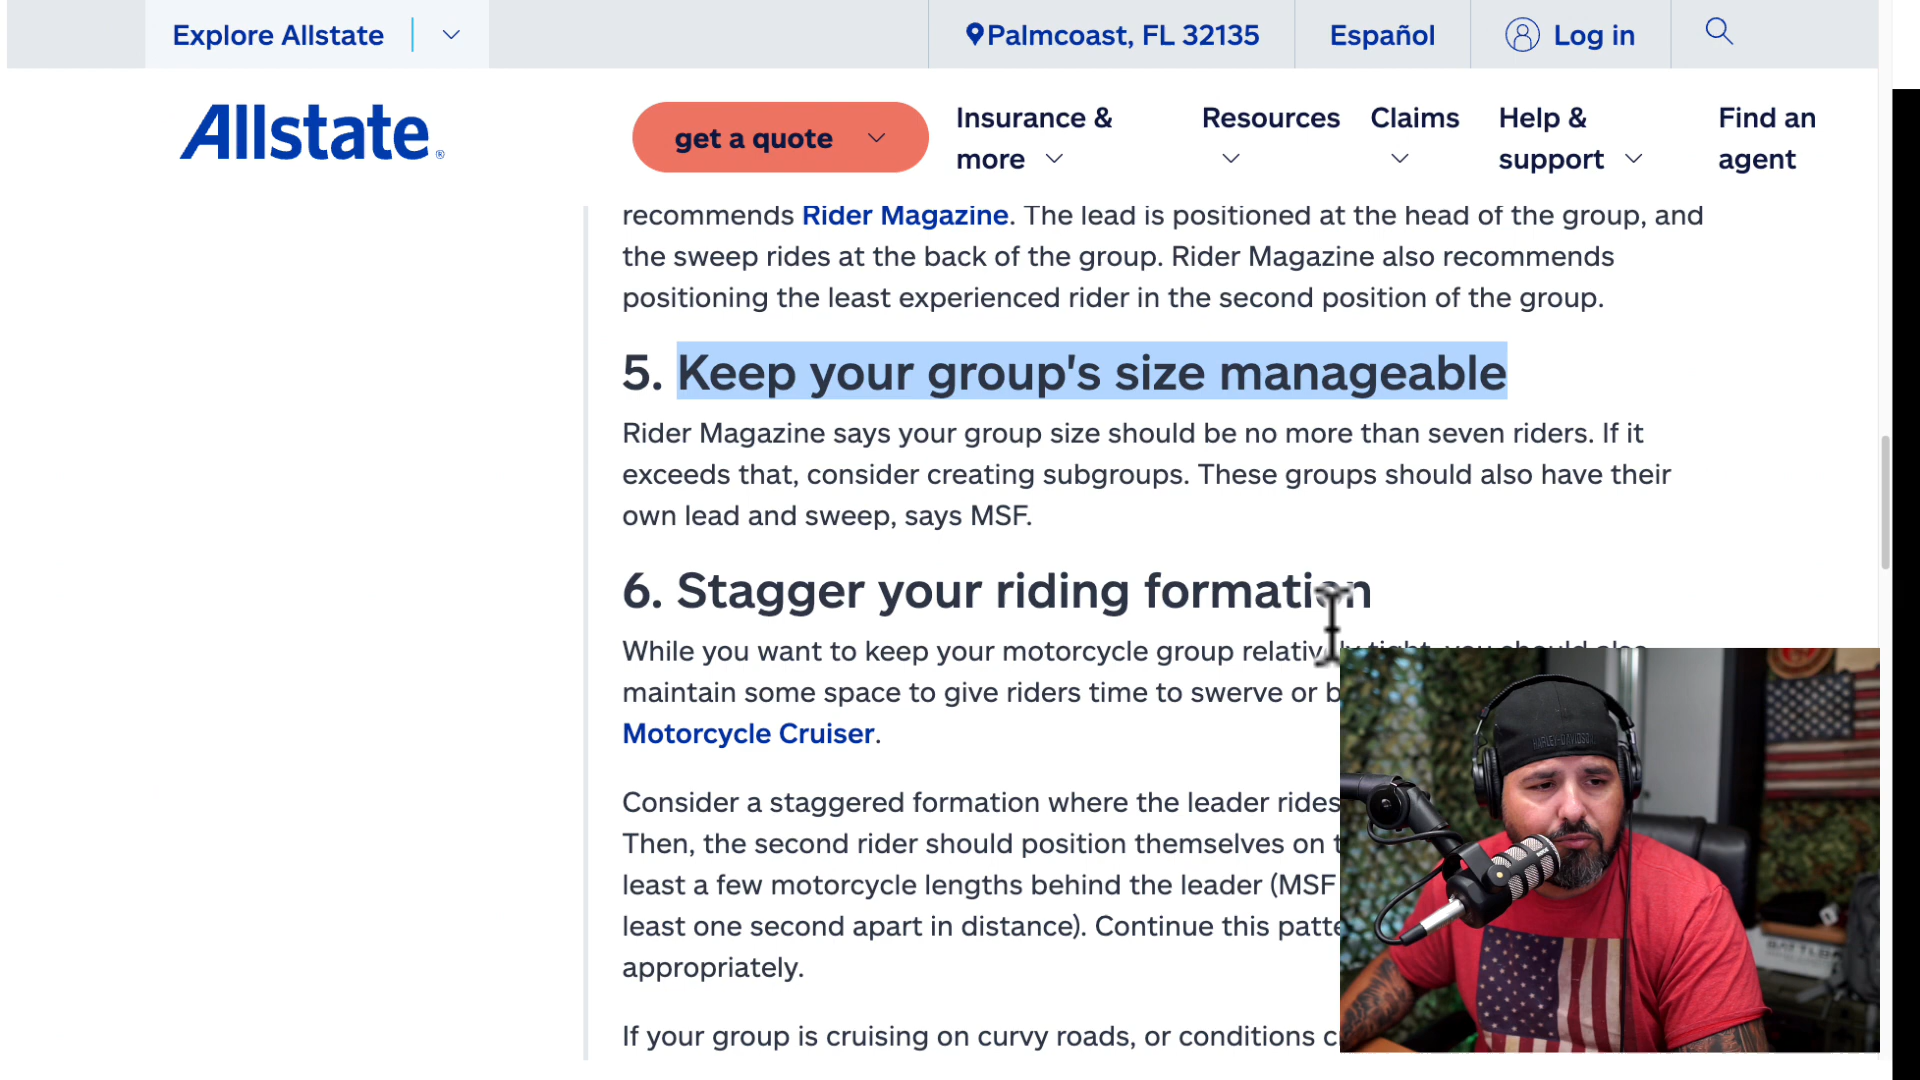 Explore Allstate
Palmcoast, FL 32135
Español
Log in
Allstate®
get a quote
Insurance & more
Resources
Claims
Help & support
Find an agent
recommends Rider Magazine. The lead is positioned at the head of the group, and
the sweep rides at the back of the group. Rider Magazine also recommends
positioning the least experienced rider in the second position of the group.
5. Keep your group's size manageable
Rider Magazine says your group size should be no more than seven riders. If it
exceeds that, consider creating subgroups. These groups should also have their
own lead and sweep, says MSF.
6. Stagger your riding formation
While you want to keep your motorcycle group relatively tight, you should also
maintain some space to give riders time to swerve or b
Motorcycle Cruiser.
Consider a staggered formation where the leader rides
Then, the second rider should position themselves on t
least a few motorcycle lengths behind the leader (MSF
least one second apart in distance). Continue this patte
appropriately.
If your group is cruising on curvy roads, or conditions c
HARLEY-DAVIDSON